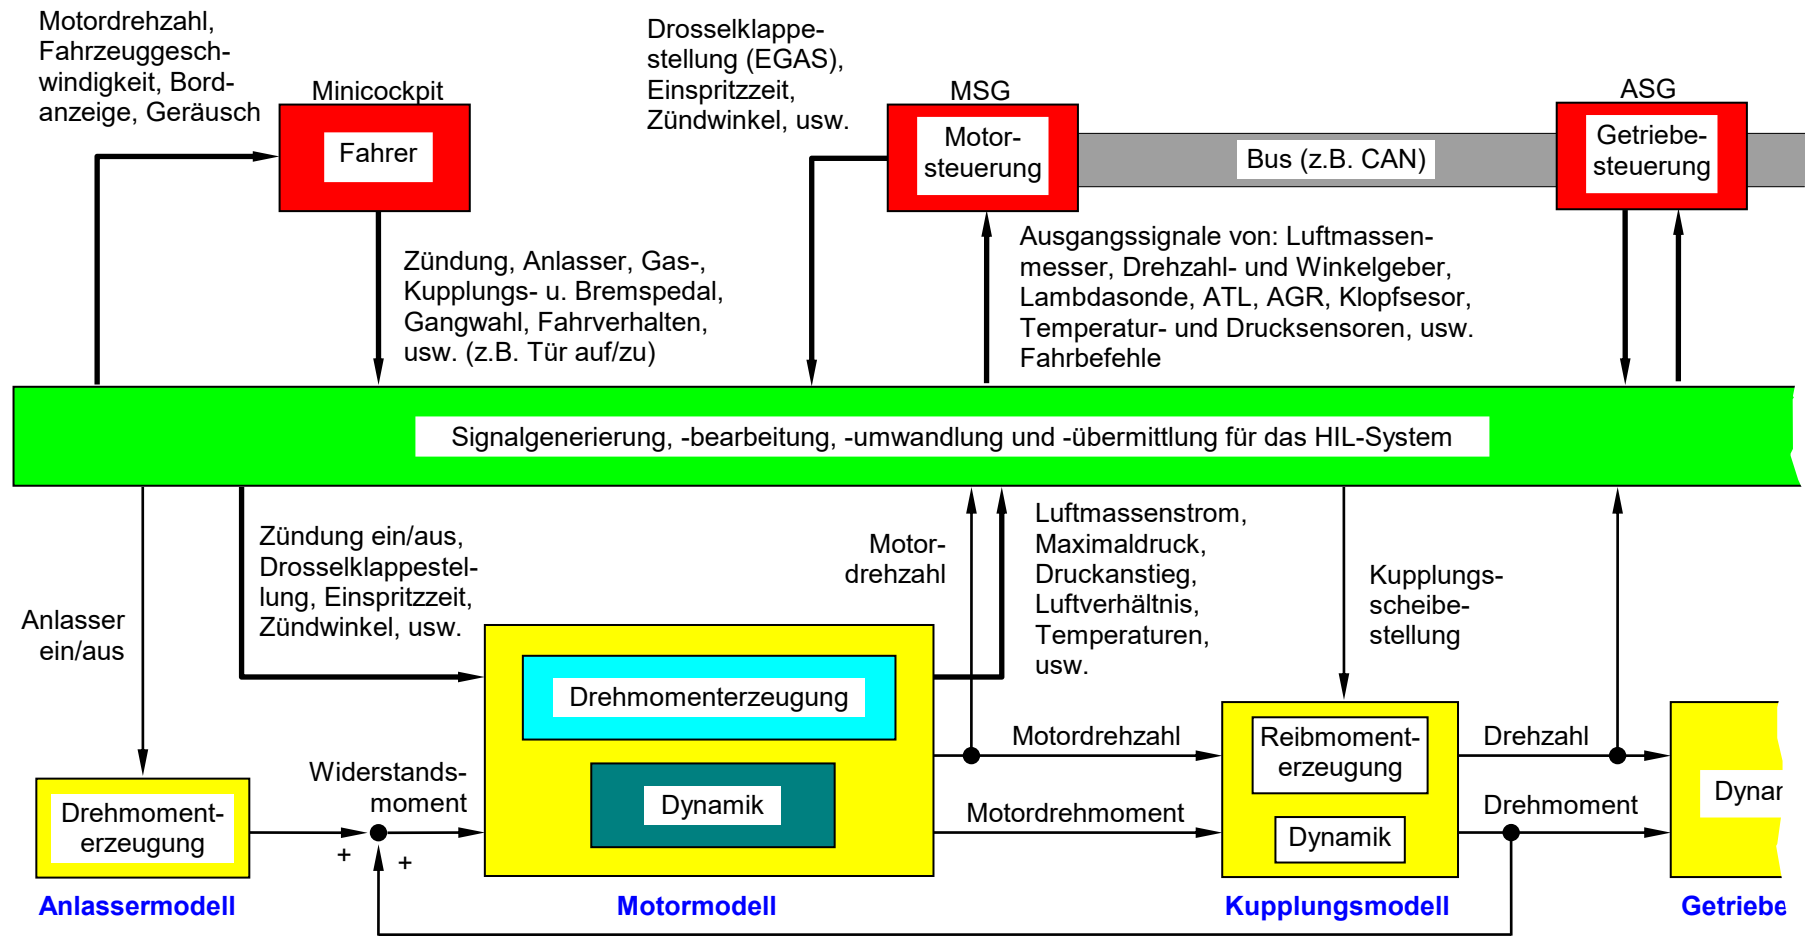 Motordrehzahl,
Fahrzeuggesch-
windigkeit, Bord-
anzeige, Geräusch
Minicockpit
Fahrer
Drosselklappe-
stellung (EGAS),
Einspritzzeit,
Zündwinkel, usw.
MSG
Motor-
steuerung
Bus (z.B. CAN)
ASG
Getriebe-
steuerung
Zündung, Anlasser, Gas-,
Kupplungs- u. Bremspedal,
Gangwahl, Fahrverhalten,
usw. (z.B. Tür auf/zu)
Ausgangssignale von: Luftmassen-
messer, Drehzahl- und Winkelgeber,
Lambdasonde, ATL, AGR, Klopfsesor,
Temperatur- und Drucksensoren, usw.
Fahrbefehle
Signalgenerierung, -bearbeitung, -umwandlung und -übermittlung für das HIL-System
Anlasser
ein/aus
Zündung ein/aus,
Drosselklappestel-
lung, Einspritzzeit,
Zündwinkel, usw.
Motor-
drehzahl
Luftmassenstrom,
Maximaldruck,
Druckanstieg,
Luftverhältnis,
Temperaturen,
usw.
Kupplungs-
scheibe-
stellung
Drehmoment-
erzeugung
+
+
Widerstands-
moment
Drehmomenterzeugung
Dynamik
Motordrehzahl
Motordrehmoment
Reibmoment-
erzeugung
Dynamik
Drehzahl
Drehmoment
Dynar
Anlassermodell
Motormodell
Kupplungsmodell
Getriebe